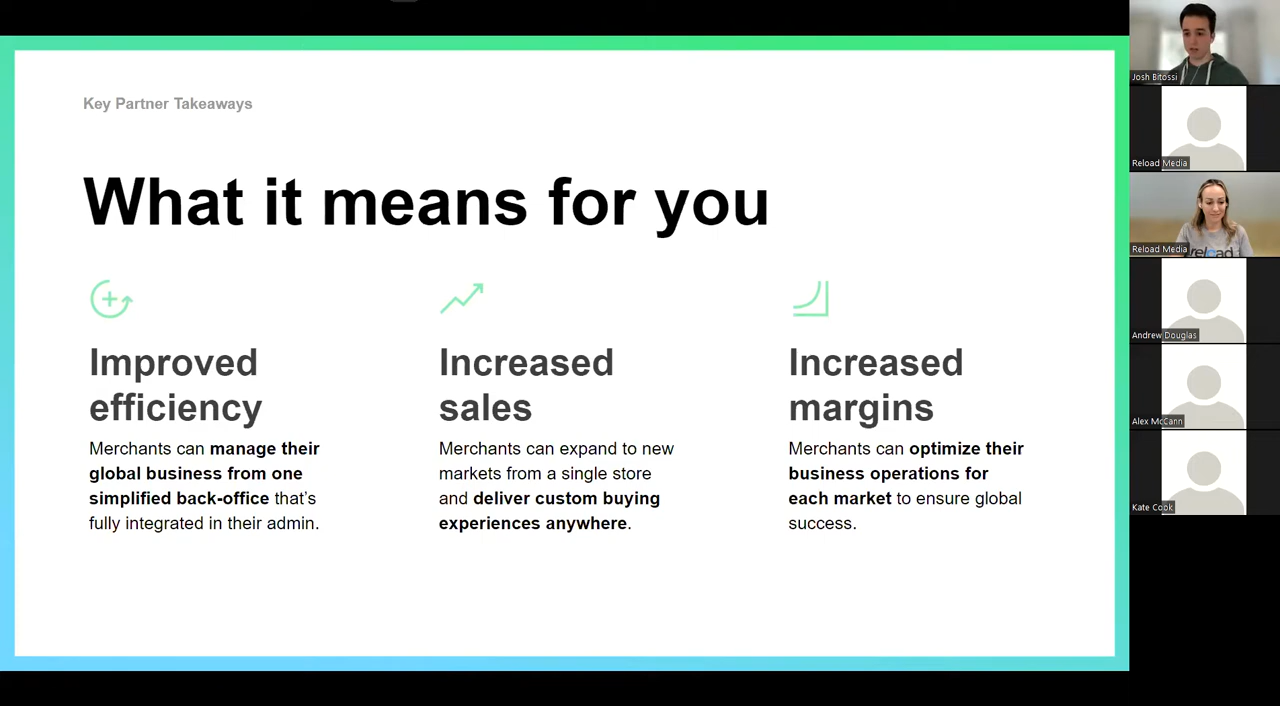 Key Partner Takeaways
What it means for you
Improved
efficiency
Merchants can manage their
global business from one
simplified back-office that's
fully integrated in their admin.
Increased
sales
Merchants can expand to new
markets from a single store
and deliver custom buying
experiences anywhere.
Increased
margins
Merchants can optimize their
business operations for
each market to ensure global
success.
Josh Bitossi
Reload Media
reload
Reload Media
Andrew Douglas
Alex McCann
Kate Cook